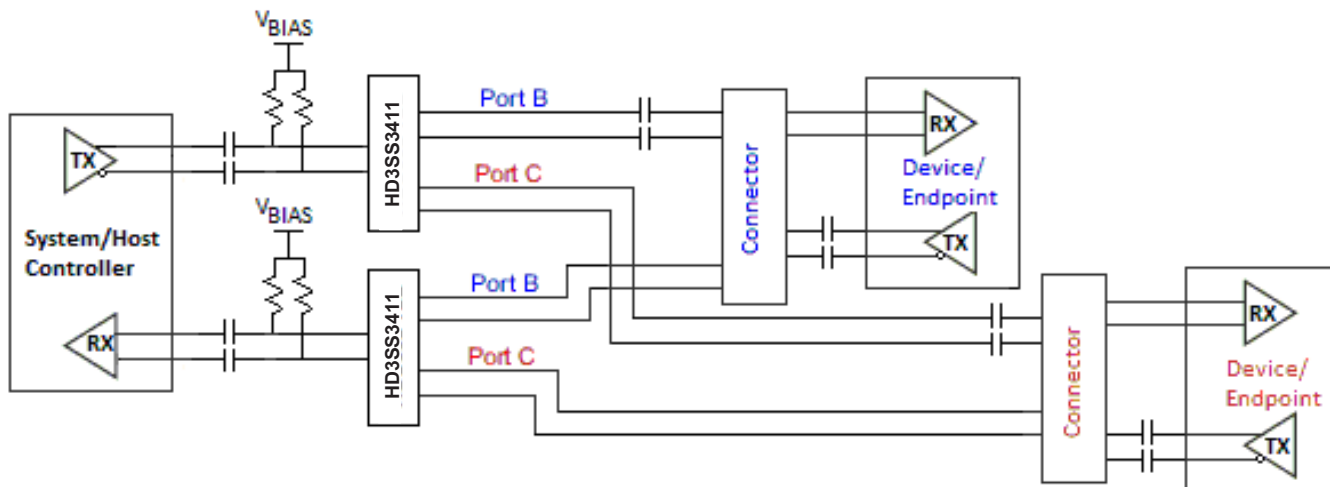 VBIAS
Port B
HD3SS3411
TX
RX
Port C
Connector
Device/
Endpoint
VBIAS
System/Host
Controller
TX
Port B
HD3SS3411
RX
RX
Port C
Connector
Device/
Endpoint
TX